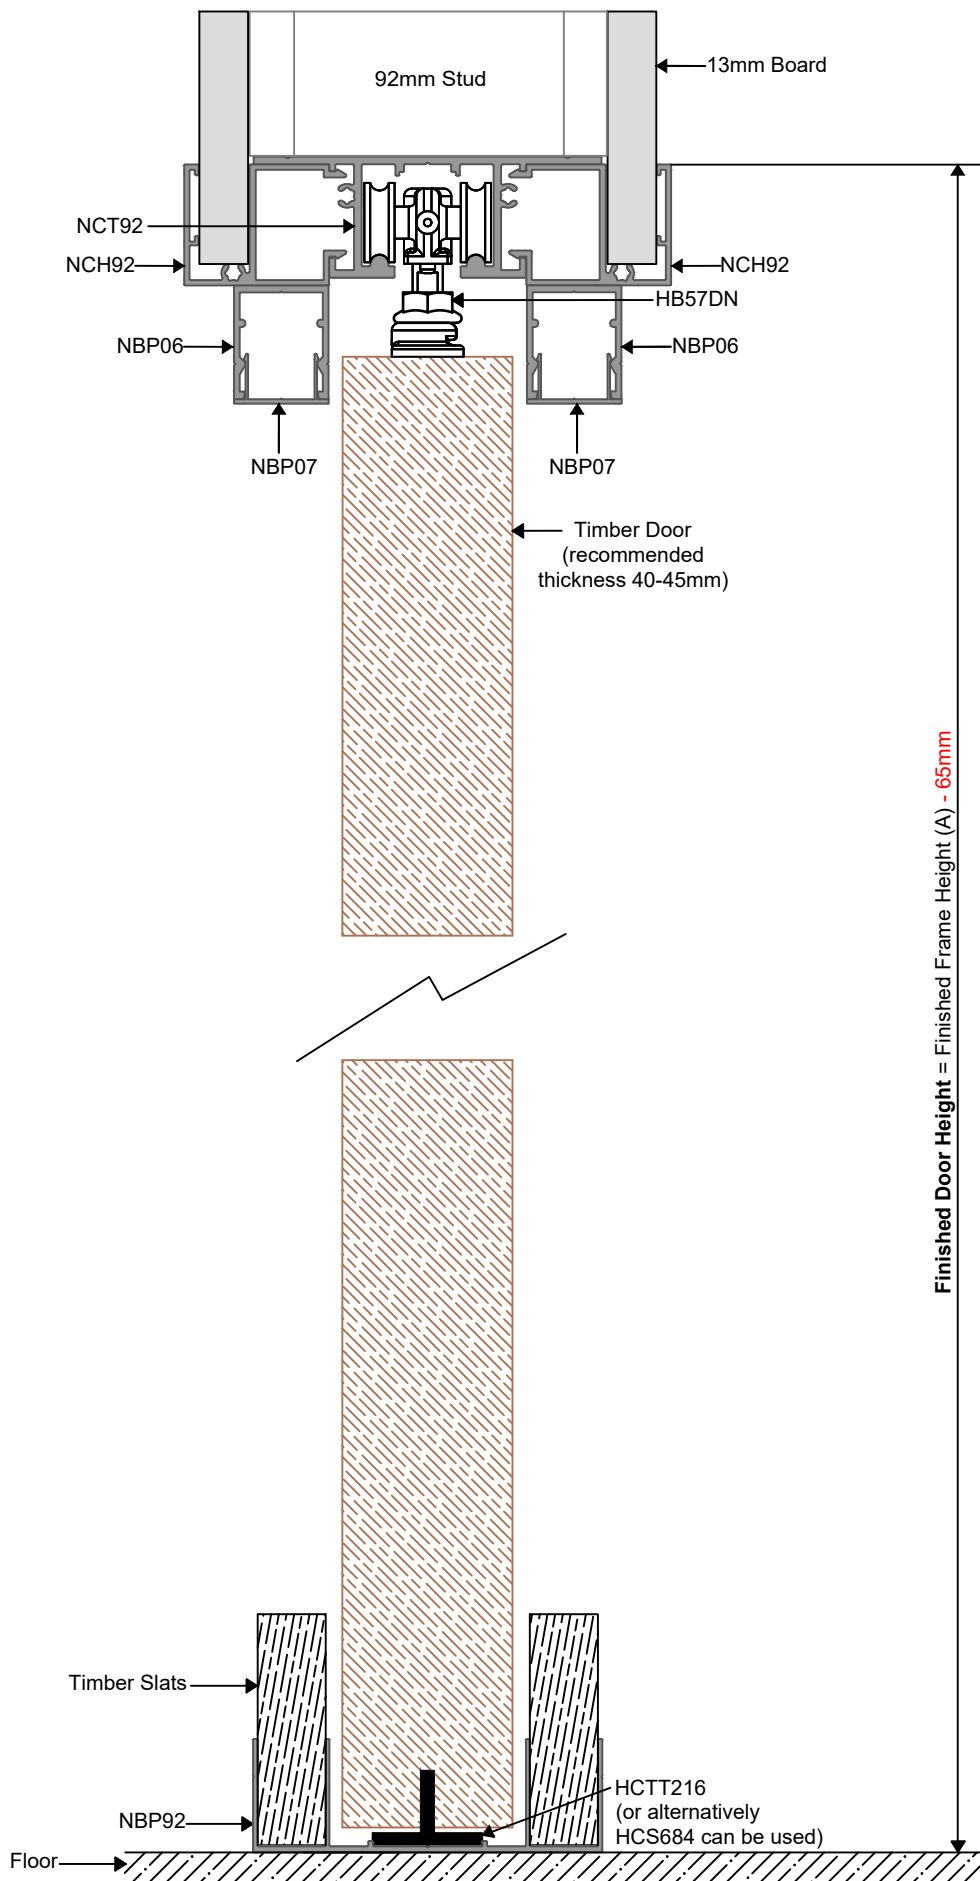 92mm Stud
13mm Board
NCT92
NCH92
NCH92
HB57DN
NBP06
NBP06
NBP07
NBP07
Timber Door
(recommended
thickness 40-45mm)
Finished Door Height = Finished Frame Height (A) - 65mm
Timber Slats
HCTT216
(or alternatively
HCS684 can be used)
NBP92
Floor